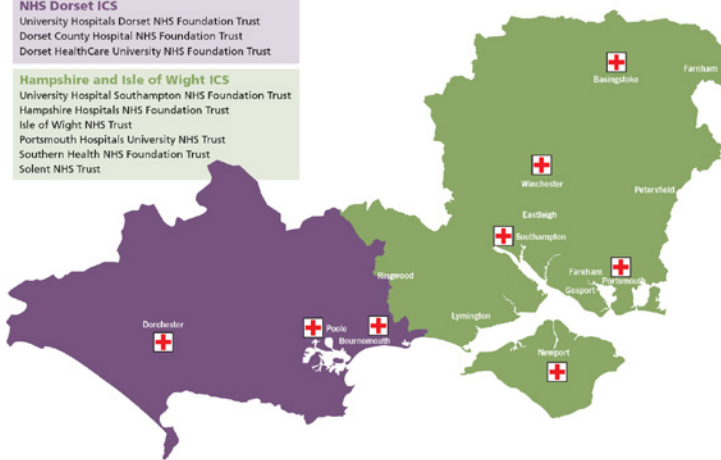 NHS Dorset ICS
University Hospitals Dorset NHS Foundation Trust
Dorset County Hospital NHS Foundation Trust
Dorset HealthCare University NHS Foundation Trust
Hampshire and Isle of Wight ICS
University Hospital Southampton NHS Foundation Trust
Hampshire Hospitals NHS Foundation Trust
Isle of Wight NHS Trust
Portsmouth Hospitals University NHS Trust
Southern Health NHS Foundation Trust
Solent NHS Trust
Basingstoke
Farnham
Winchester
Petersfield
Eastleigh
Southampton
Ringwood
Fareham
Portsmouth
Gosport
Lymington
Dorchester
Poole
Bournemouth
Newport